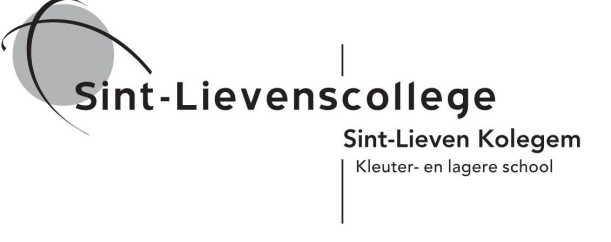 Sint-Lievenscollege
Sint-Lieven Kolegem
Kleuter- en lagere school